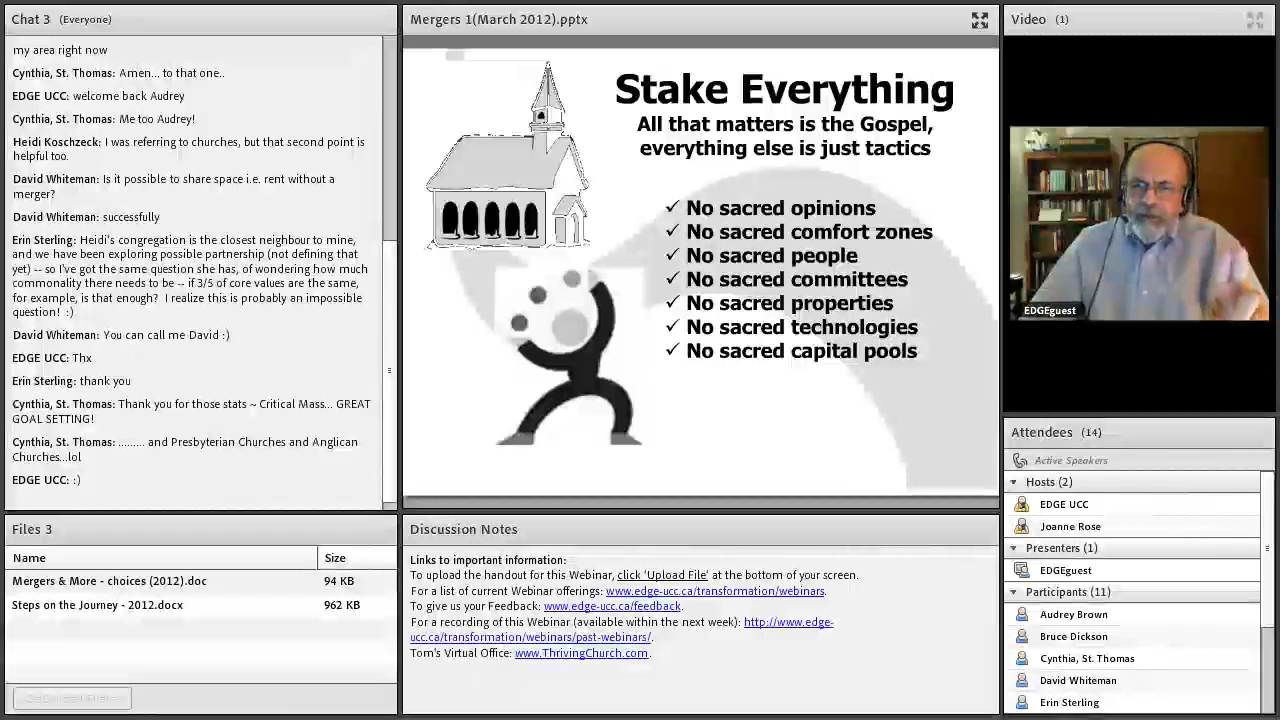 Chat 3 (Everyone)
my area right now
Cynthia, St. Thomas: Amen... to that one..
EDGE UCC: welcome back Audrey
Cynthia, St. Thomas: Me too Audrey!
Heidi Koschzeck: I was referring to churches, but that second point is
helpful too.
David Whiteman: Is it possible to share space i.e. rent without a
merger?
David Whiteman: successfully
Erin Sterling: Heidi's congregation is the closest neighbour to mine,
and we have been exploring possible partnership (not defining that
yet) -- so I've got the same question she has, of wondering how much
commonality there needs to be -- if 3/5 of core values are the same,
for example, is that enough? I realize this is probably an impossible
question! :)
David Whiteman: You can call me David :)
EDGE UCC: Thx
Erin Sterling: thank you
Cynthia, St. Thomas: Thank you for those stats ~ Critical Mass... GREAT
GOAL SETTING!
Cynthia, St. Thomas: ......... and Presbyterian Churches and Anglican
Churches...lol
EDGE UCC: :)
Files 3
Name Size
Mergers & More - choices (2012).doc 94 KB
Steps on the Journey - 2012.docx 962 KB
Mergers 1(March 2012).pptx
Stake Everything
All that matters is the Gospel,
everything else is just tactics
✓ No sacred opinions
✓ No sacred comfort zones
✓ No sacred people
✓ No sacred committees
✓ No sacred properties
✓ No sacred technologies
✓ No sacred capital pools
Discussion Notes
Links to important information:
To upload the handout for this Webinar, click 'Upload File' at the bottom of your screen.
For a list of current Webinar offerings: www.edge-ucc.ca/transformation/webinars.
To give us your Feedback: www.edge-ucc.ca/feedback.
For a recording of this Webinar (available within the next week): http://www.edge-
ucc.ca/transformation/webinars/past-webinars/.
Tom's Virtual Office: www.ThrivingChurch.com.
Video (1)
EDGEguest
Attendees (14)
Active Speakers
Hosts (2)
EDGE UCC
Joanne Rose
Presenters (1)
EDGEguest
Participants (11)
Audrey Brown
Bruce Dickson
Cynthia, St. Thomas
David Whiteman
Erin Sterling